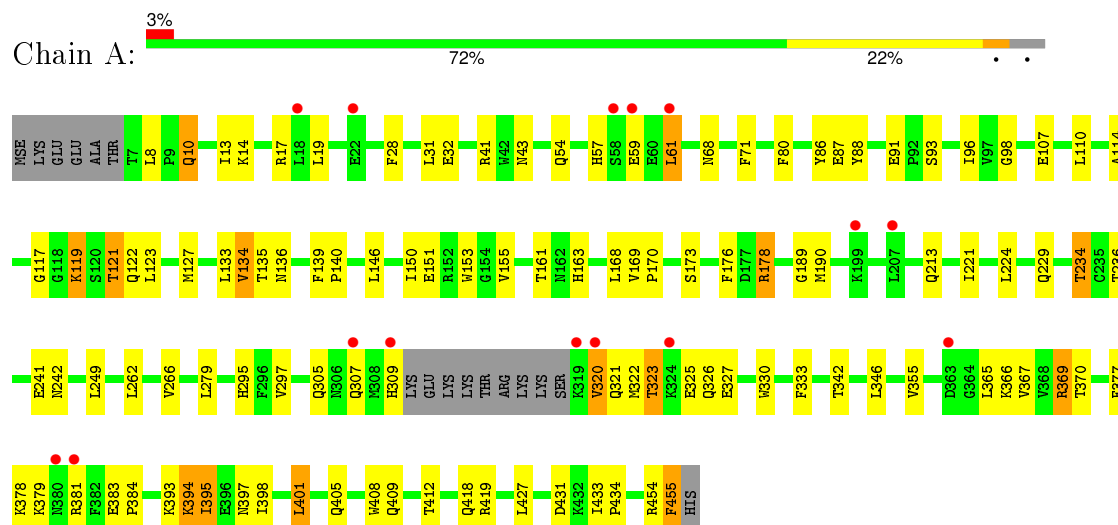 3%
Chain A:
72% 22% • •
MSE LYS GLU GLU ALA THR T7 L8 P9 Q10 I13 K14 R17 L18 L19 E22 F28 L31 E32 R41 W42 N43 Q54 H57 S58 E59 E60 L61 N68 F71 F80 Y86 E87 Y88 E91 P92 S93 I96 V97 G98 E107 L110 A114
G117 G118 K119 S120 T121 Q122 L123 M127 L133 V134 T135 N136 F139 P140 L146 I150 E151 R152 W153 G154 V155 T161 N162 H163 L168 V169 P170 S173 F176 D177 R178 G189 M190 K199 L207 Q213 I221 L224 Q229 T234 C235 T236
E241 N242 L249 L262 V266 L279 H295 F296 V297 Q305 N306 Q307 M308 H309 LYS GLU LYS LYS THR ARG LYS LYS SER K319 V320 Q321 M322 T323 K324 E325 Q326 E327 W330 F333 T342 L346 V355 D363 G364 L365 K366 V367 V368 R369 T370
K378 K379 N380 R381 F382 E383 P384 K393 K394 I395 E396 N397 I398 L401 Q405 W408 Q409 T412 Q418 R419 L427 D431 K432 I433 P434 R454 F455 HIS